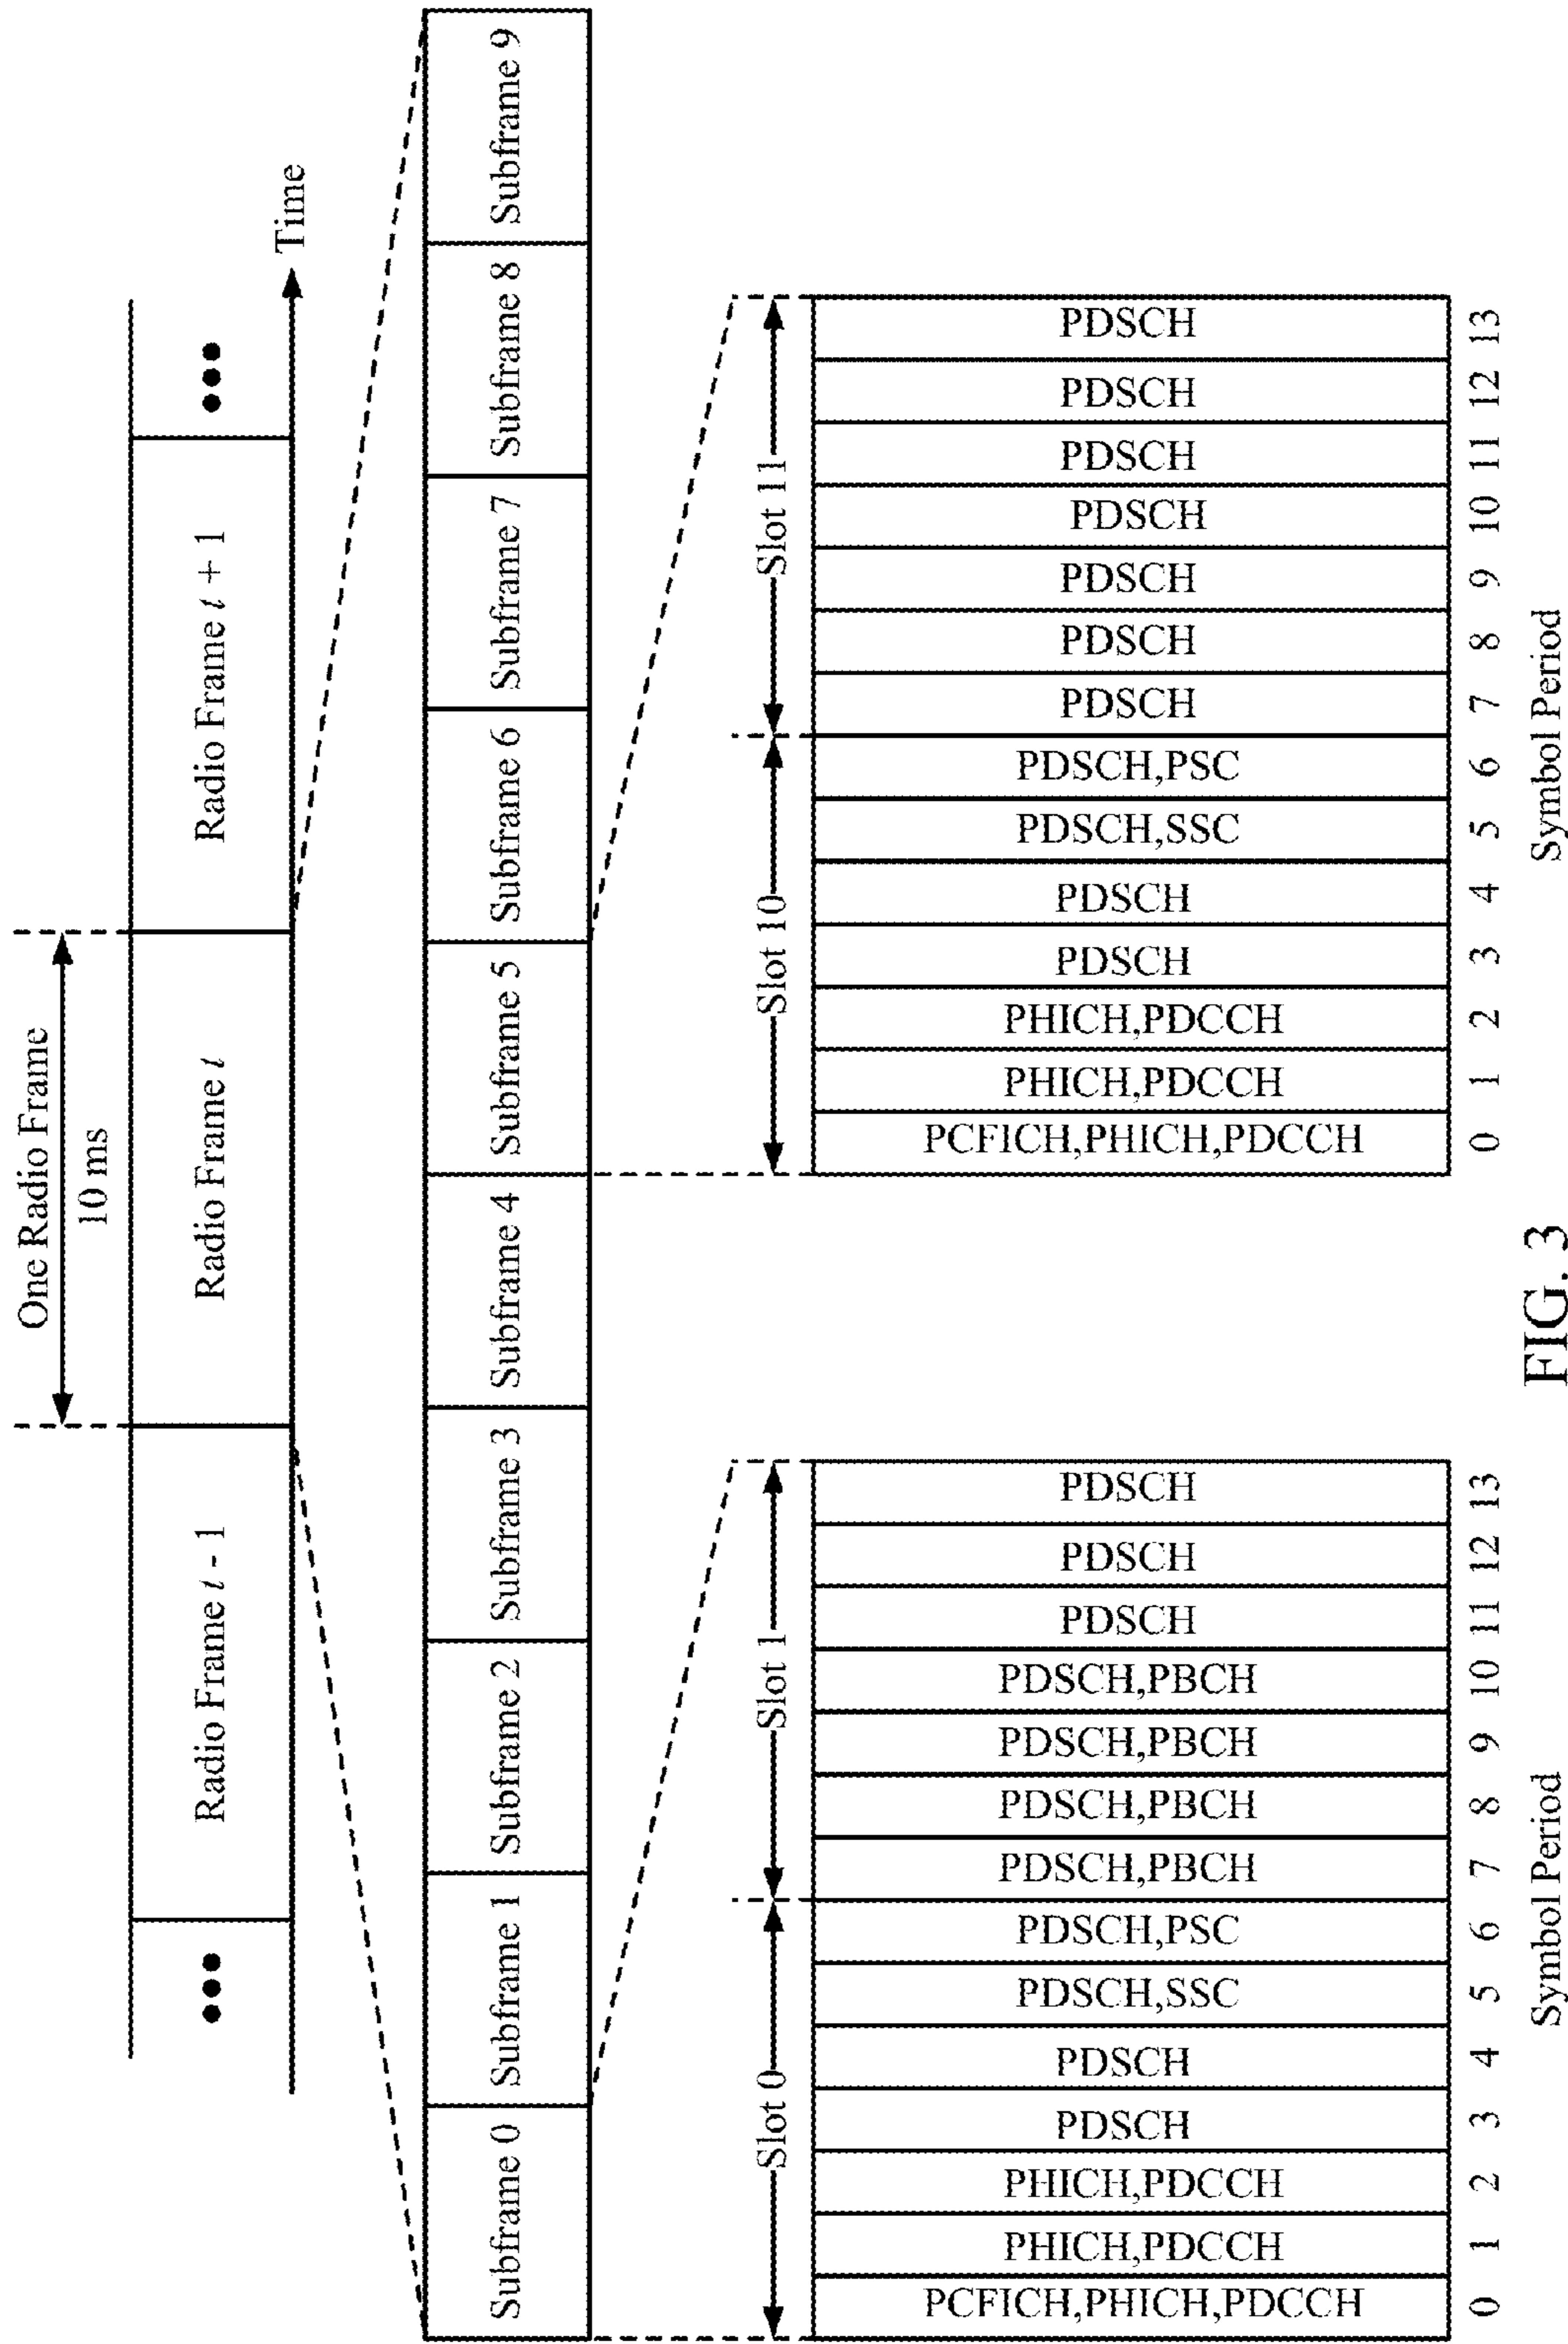 One Radio Frame
10 ms
Radio Frame t - 1
Radio Frame t
Radio Frame t + 1
Time
Subframe 0
Subframe 1
Subframe 2
Subframe 3
Subframe 4
Subframe 5
Subframe 6
Subframe 7
Subframe 8
Subframe 9
Slot 0
Slot 1
PCFICH,PHICH,PDCCH
PHICH,PDCCH
PHICH,PDCCH
PDSCH
PDSCH
PDSCH,SSC
PDSCH,PSC
PDSCH,PBCH
PDSCH,PBCH
PDSCH,PBCH
PDSCH,PBCH
PDSCH
PDSCH
PDSCH
0 1 2 3 4 5 6 7 8 9 10 11 12 13
Symbol Period
Slot 10
Slot 11
PCFICH,PHICH,PDCCH
PHICH,PDCCH
PHICH,PDCCH
PDSCH
PDSCH
PDSCH,SSC
PDSCH,PSC
PDSCH
PDSCH
PDSCH
PDSCH
PDSCH
PDSCH
PDSCH
0 1 2 3 4 5 6 7 8 9 10 11 12 13
Symbol Period
FIG. 3